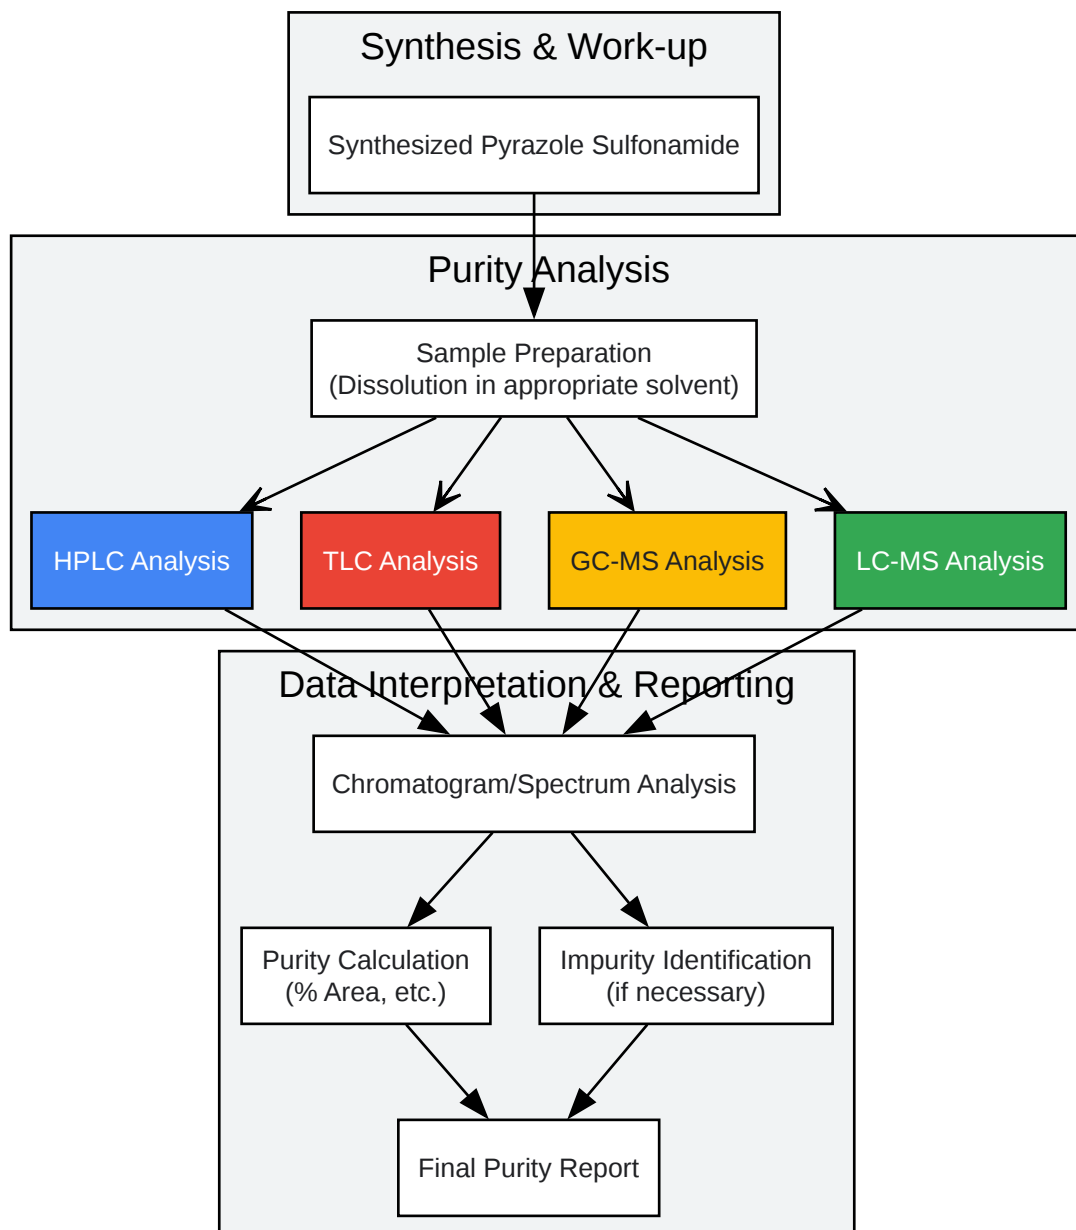 Synthesis & Work-up
Synthesized Pyrazole Sulfonamide
Purity Analysis
Sample Preparation
(Dissolution in appropriate solvent)
HPLC Analysis
TLC Analysis
GC-MS Analysis
LC-MS Analysis
Data Interpretation & Reporting
Chromatogram/Spectrum Analysis
Purity Calculation
(% Area, etc.)
Impurity Identification
(if necessary)
Final Purity Report